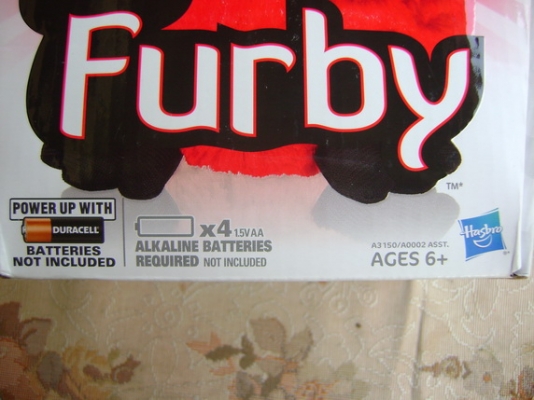 Furby
TM*
POWER UP WITH
DURACELL
BATTERIES
NOT INCLUDED
x4 1.5V AA
ALKALINE BATTERIES
REQUIRED NOT INCLUDED
A3150/A0002 ASST.
AGES 6+
Hasbro